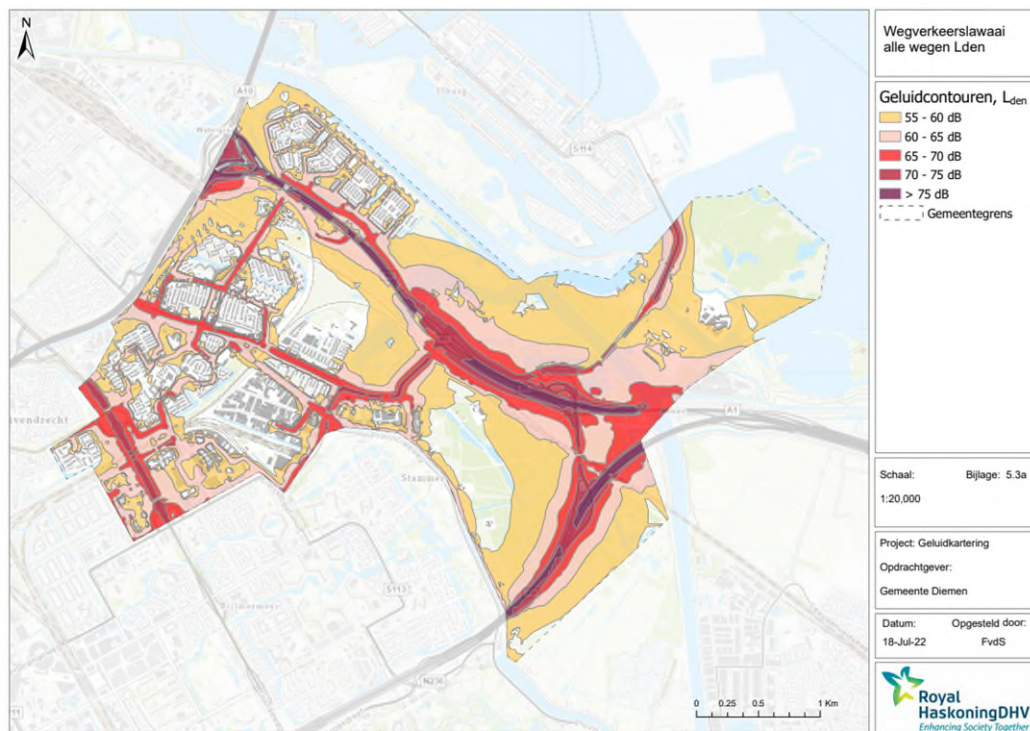 N
A10
IJburg
S114
Stammer
S113
Bijlmermeer
N236
A1
0 0.25 0.5 1 Km
Wegverkeerslawaai
alle wegen Lden
Geluidcontouren, Lden
55 - 60 dB
60 - 65 dB
65 - 70 dB
70 - 75 dB
> 75 dB
Gemeentegrens
Schaal: Bijlage: 5.3a
1:20,000
Project: Geluidkartering
Opdrachtgever:
Gemeente Diemen
Datum: Opgesteld door:
18-Jul-22 FvdS
Royal
HaskoningDHV
Enhancing Society Together